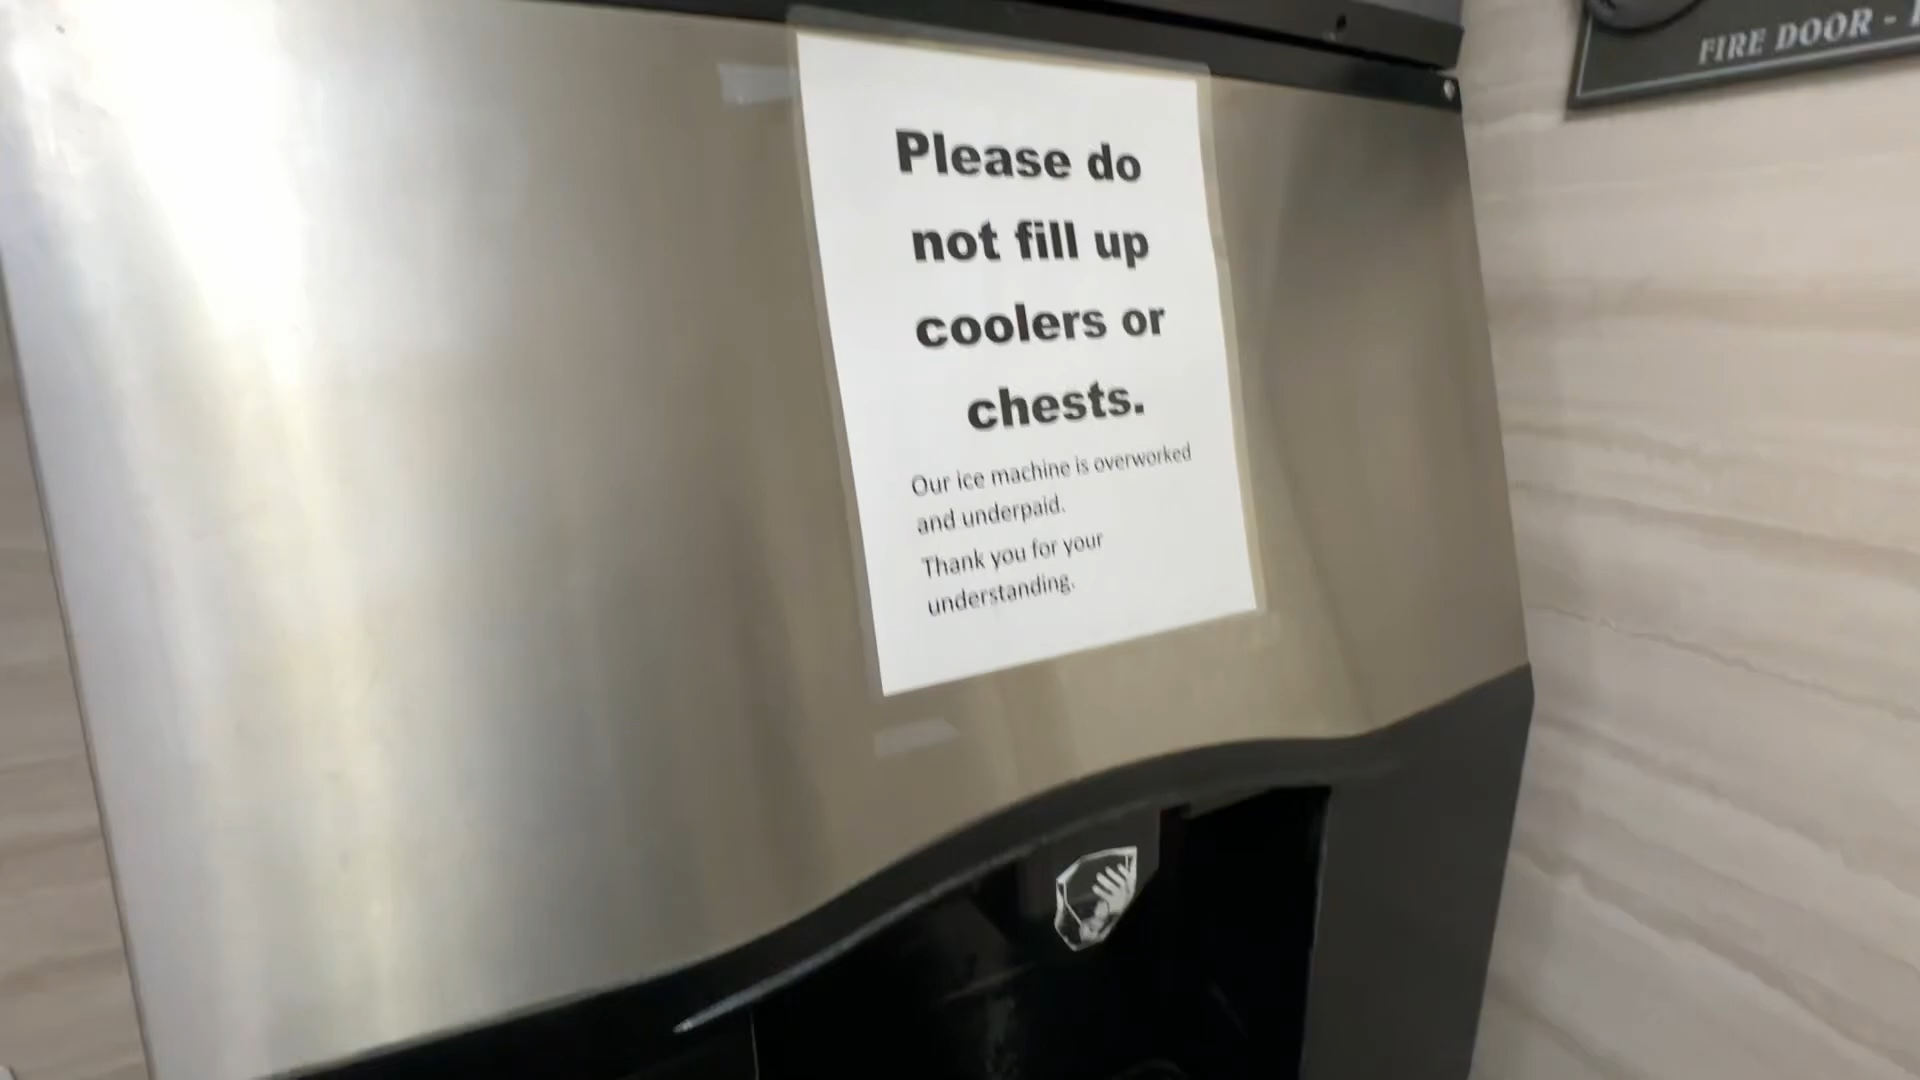 FIRE DOOR -
Please do
not fill up
coolers or
chests.
Our ice machine is overworked
and underpaid.
Thank you for your
understanding.